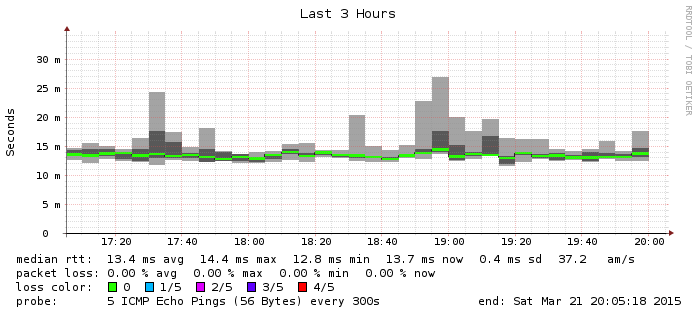 Last 3 Hours
RRDTOOL / TOBI OETIKER
Seconds
30 m
25 m
20 m
15 m
10 m
5 m
0
17:20 17:40 18:00 18:20 18:40 19:00 19:20 19:40 20:00
median rtt: 13.4 ms avg 14.4 ms max 12.8 ms min 13.7 ms now 0.4 ms sd 37.2 am/s
packet loss: 0.00 % avg 0.00 % max 0.00 % min 0.00 % now
loss color: 0 1/5 2/5 3/5 4/5
probe: 5 ICMP Echo Pings (56 Bytes) every 300s end: Sat Mar 21 20:05:18 2015